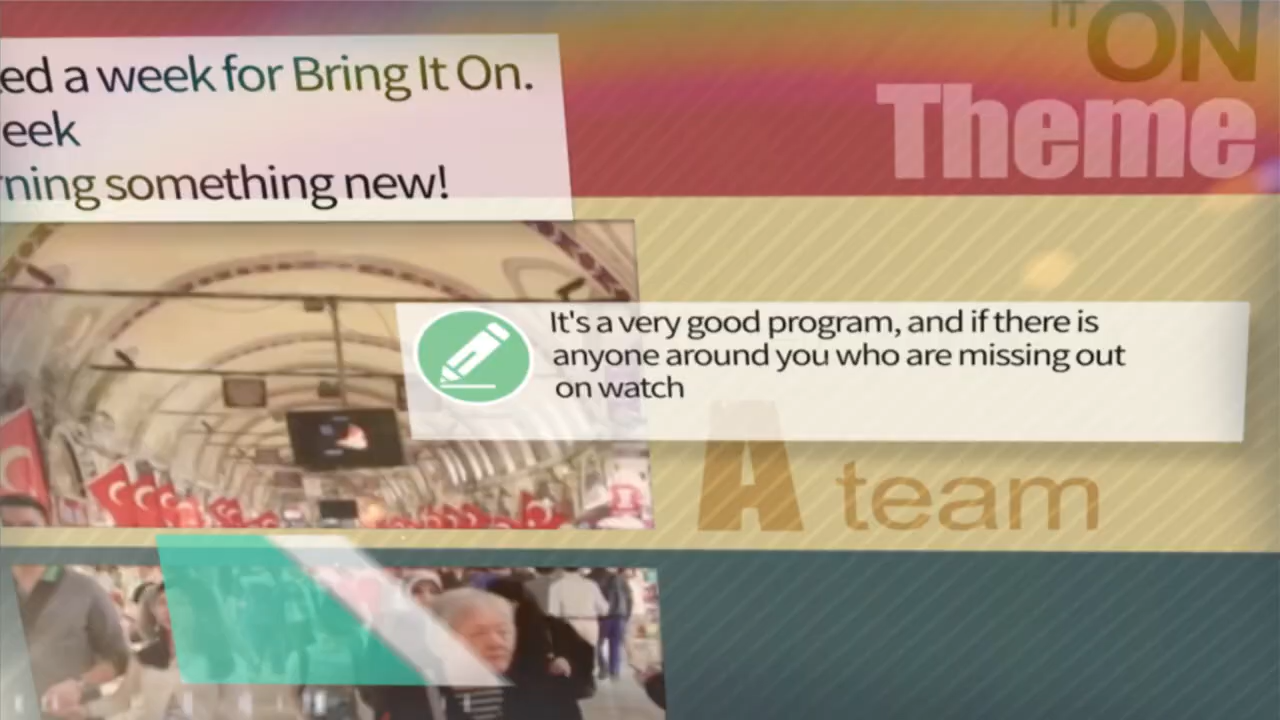 ed a week for Bring It On.
eek
ning something new!
IT ON
Theme
It's a very good program, and if there is
anyone around you who are missing out
on watch
A team